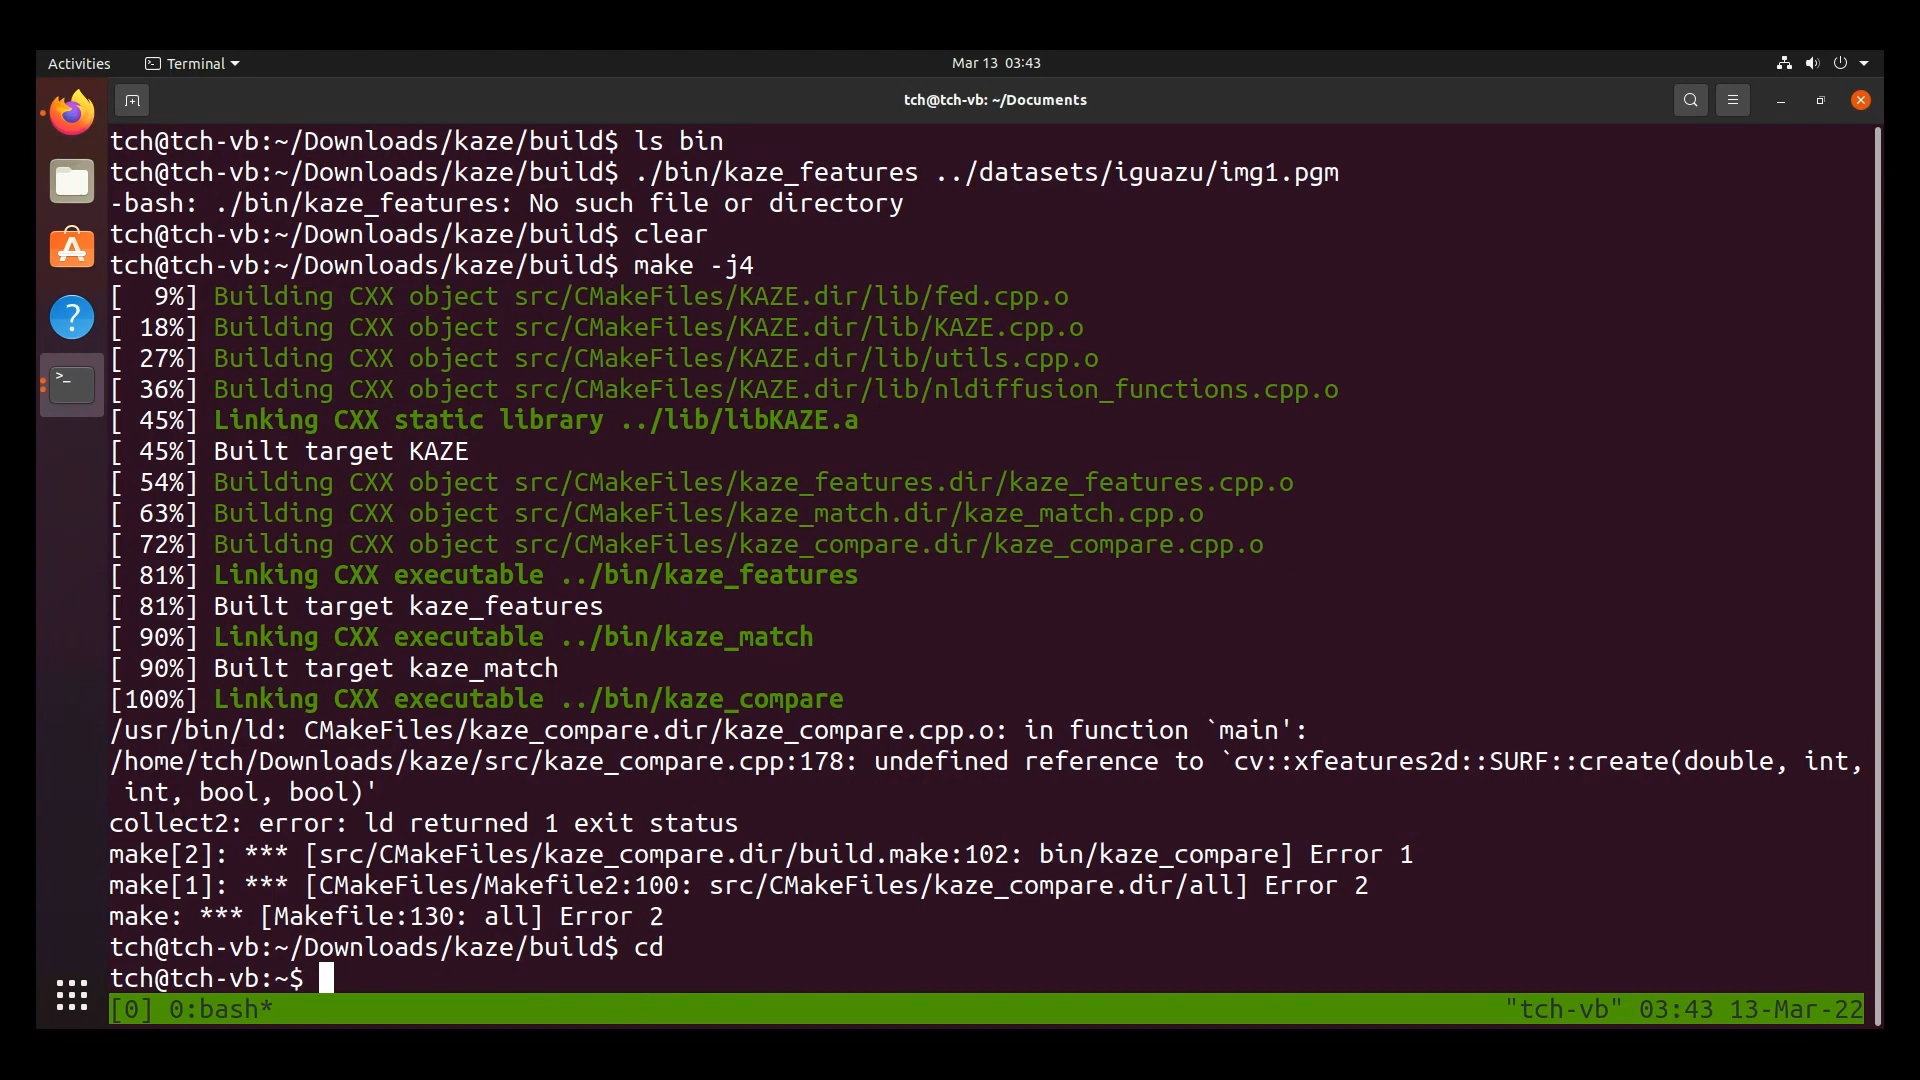 Activities Terminal Mar 13 03:43
tch@tch-vb: ~/Documents
tch@tch-vb:~/Downloads/kaze/build$ ls bin
tch@tch-vb:~/Downloads/kaze/build$ ./bin/kaze_features ../datasets/iguazu/img1.pgm
-bash: ./bin/kaze_features: No such file or directory
tch@tch-vb:~/Downloads/kaze/build$ clear
tch@tch-vb:~/Downloads/kaze/build$ make -j4
[  9%] Building CXX object src/CMakeFiles/KAZE.dir/lib/fed.cpp.o
[ 18%] Building CXX object src/CMakeFiles/KAZE.dir/lib/KAZE.cpp.o
[ 27%] Building CXX object src/CMakeFiles/KAZE.dir/lib/utils.cpp.o
[ 36%] Building CXX object src/CMakeFiles/KAZE.dir/lib/nldiffusion_functions.cpp.o
[ 45%] Linking CXX static library ../lib/libKAZE.a
[ 45%] Built target KAZE
[ 54%] Building CXX object src/CMakeFiles/kaze_features.dir/kaze_features.cpp.o
[ 63%] Building CXX object src/CMakeFiles/kaze_match.dir/kaze_match.cpp.o
[ 72%] Building CXX object src/CMakeFiles/kaze_compare.dir/kaze_compare.cpp.o
[ 81%] Linking CXX executable ../bin/kaze_features
[ 81%] Built target kaze_features
[ 90%] Linking CXX executable ../bin/kaze_match
[ 90%] Built target kaze_match
[100%] Linking CXX executable ../bin/kaze_compare
/usr/bin/ld: CMakeFiles/kaze_compare.dir/kaze_compare.cpp.o: in function `main':
/home/tch/Downloads/kaze/src/kaze_compare.cpp:178: undefined reference to `cv::xfeatures2d::SURF::create(double, int,
 int, bool, bool)'
collect2: error: ld returned 1 exit status
make[2]: *** [src/CMakeFiles/kaze_compare.dir/build.make:102: bin/kaze_compare] Error 1
make[1]: *** [CMakeFiles/Makefile2:100: src/CMakeFiles/kaze_compare.dir/all] Error 2
make: *** [Makefile:130: all] Error 2
tch@tch-vb:~/Downloads/kaze/build$ cd
tch@tch-vb:~$
[0] 0:bash* "tch-vb" 03:43 13-Mar-22